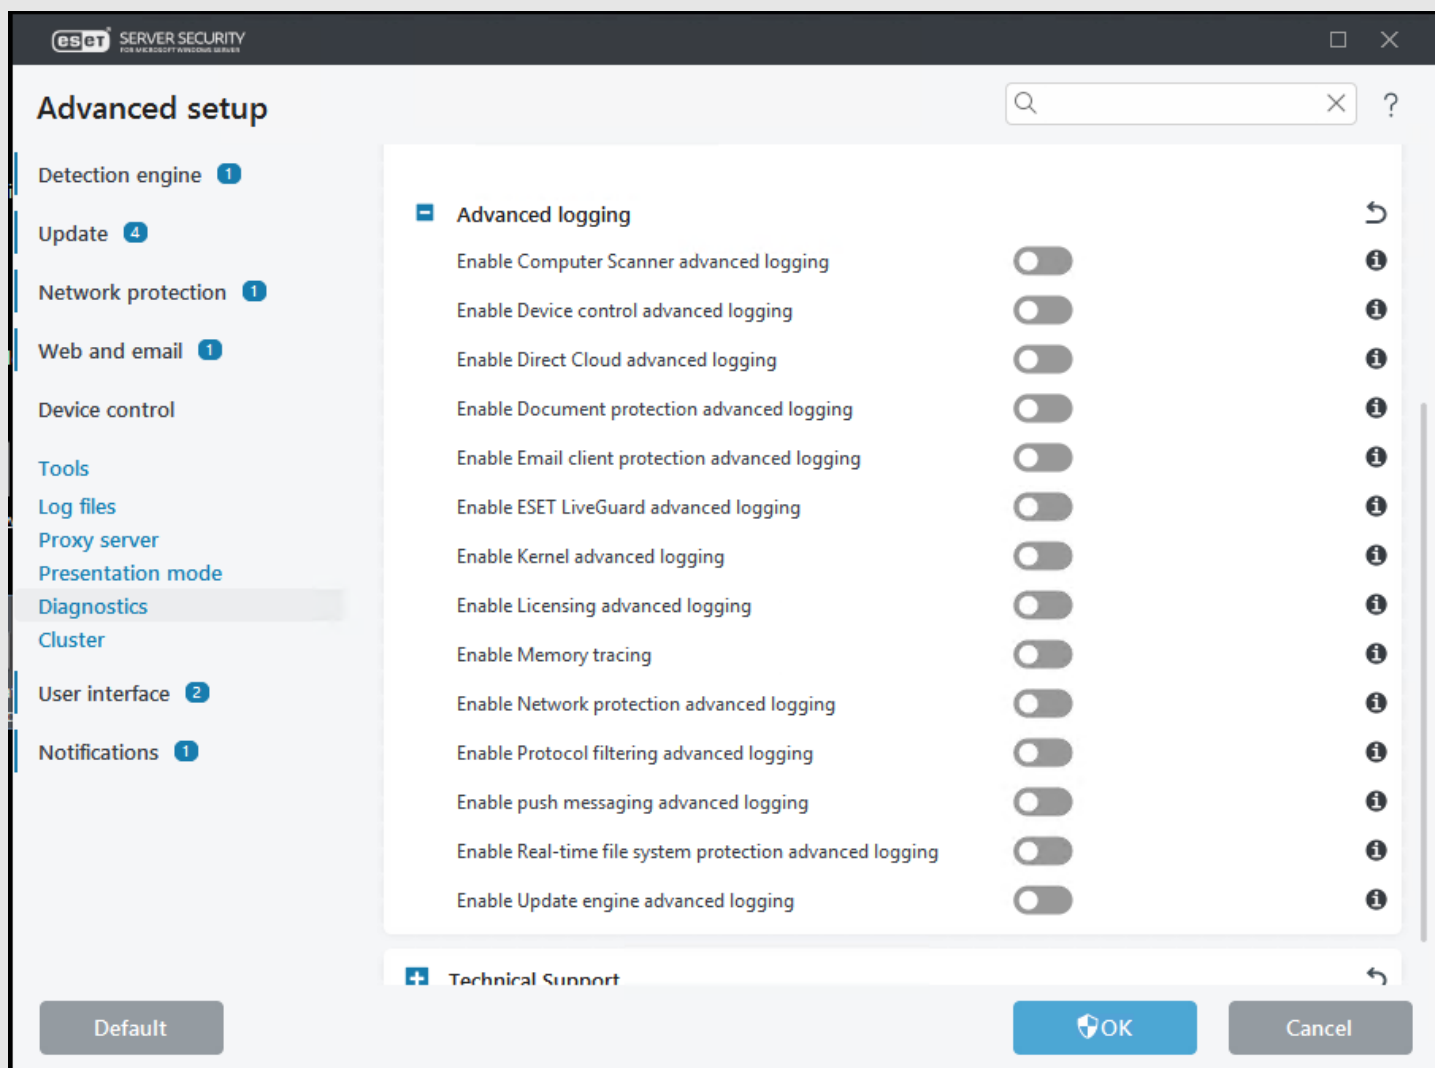 eset SERVER SECURITY
FOR MICROSOFT WINDOWS SERVER
Advanced setup
?
Detection engine 1
Update 4
Network protection 1
Web and email 1
Device control
Tools
Log files
Proxy server
Presentation mode
Diagnostics
Cluster
User interface 2
Notifications 1
Advanced logging
Enable Computer Scanner advanced logging
Enable Device control advanced logging
Enable Direct Cloud advanced logging
Enable Document protection advanced logging
Enable Email client protection advanced logging
Enable ESET LiveGuard advanced logging
Enable Kernel advanced logging
Enable Licensing advanced logging
Enable Memory tracing
Enable Network protection advanced logging
Enable Protocol filtering advanced logging
Enable push messaging advanced logging
Enable Real-time file system protection advanced logging
Enable Update engine advanced logging
Technical Support
Default
OK
Cancel